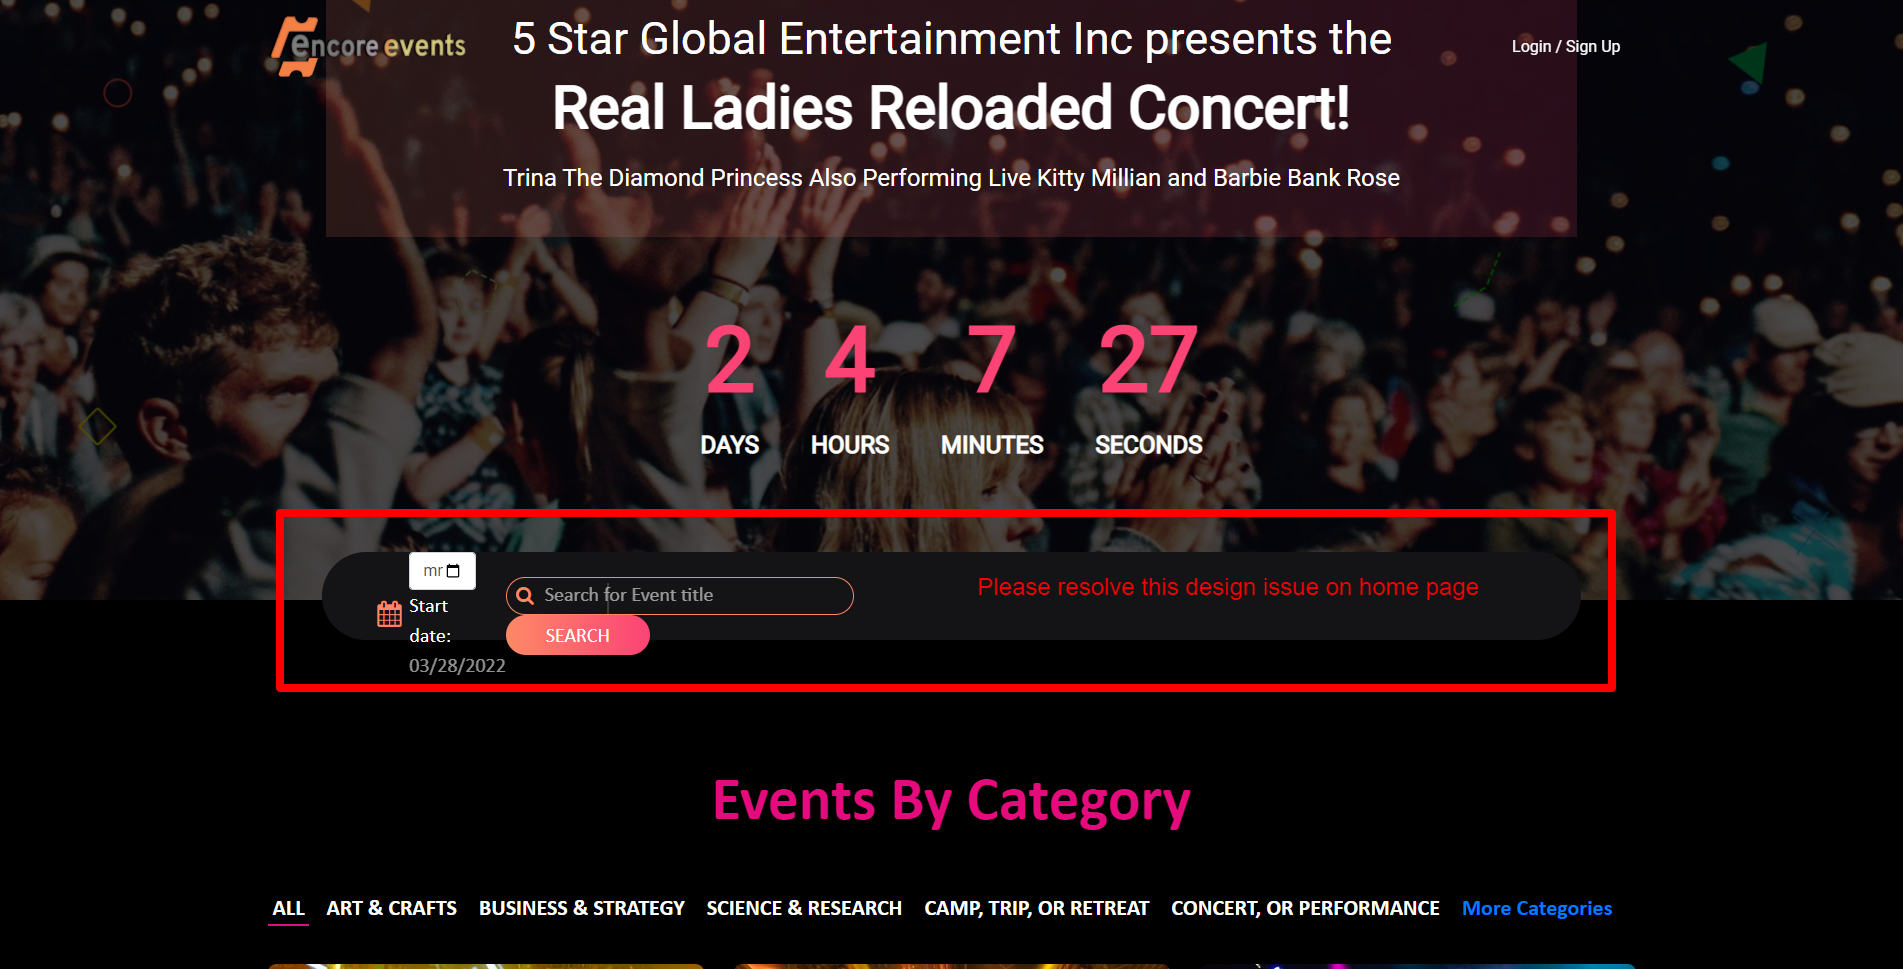 encore events
5 Star Global Entertainment Inc presents the
Login / Sign Up
Real Ladies Reloaded Concert!
Trina The Diamond Princess Also Performing Live Kitty Millian and Barbie Bank Rose
2 4 7 27
DAYS HOURS MINUTES SECONDS
mr
Start
date:
03/28/2022
Search for Event title
SEARCH
Please resolve this design issue on home page
Events By Category
ALL ART & CRAFTS BUSINESS & STRATEGY SCIENCE & RESEARCH CAMP, TRIP, OR RETREAT CONCERT, OR PERFORMANCE More Categories